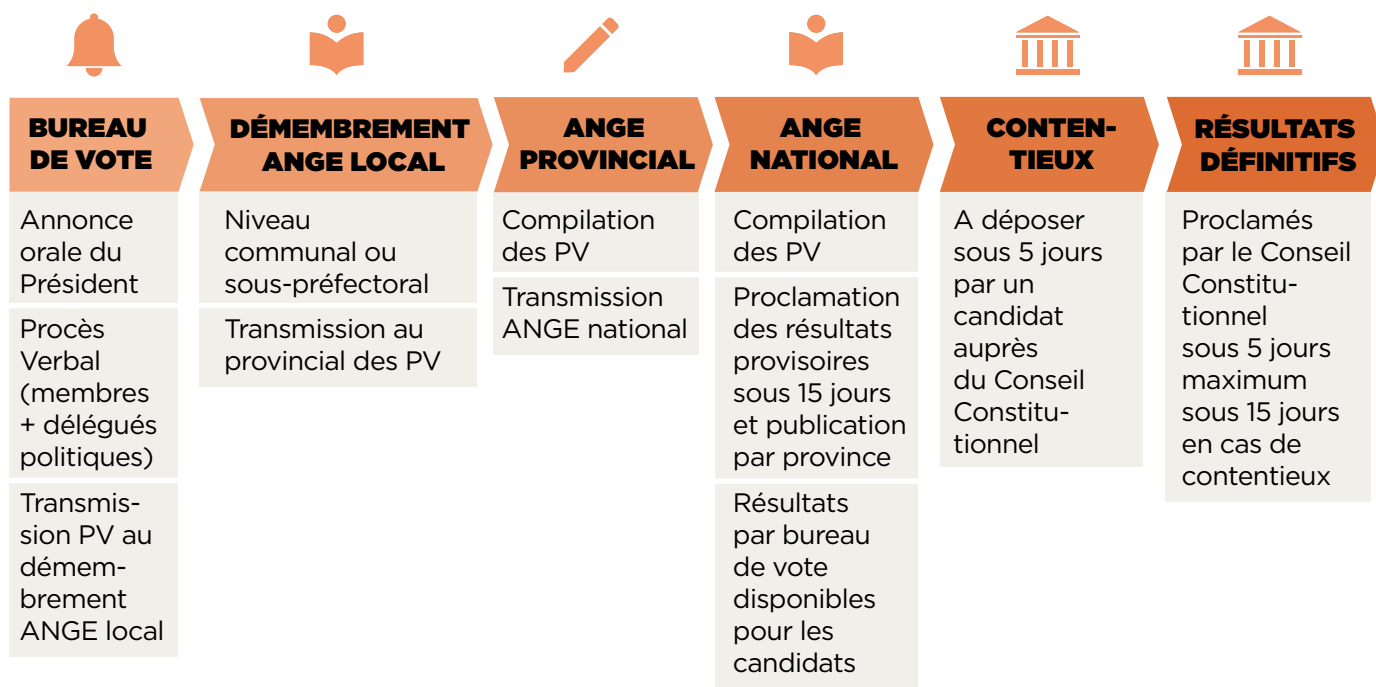 BUREAU
DE VOTE
Annonce
orale du
Président
Procès
Verbal
(membres
+ délégués
politiques)
Transmis-
sion PV au
démem-
brement
ANGE local
DÉMEMBREMENT
ANGE LOCAL
Niveau
communal ou
sous-préfectoral
Transmission au
provincial des PV
ANGE
PROVINCIAL
Compilation
des PV
Transmission
ANGE national
ANGE
NATIONAL
Compilation
des PV
Proclamation
des résultats
provisoires
sous 15 jours
et publication
par province
Résultats
par bureau
de vote
disponibles
pour les
candidats
CONTEN-
TIEUX
A déposer
sous 5 jours
par un
candidat
auprès
du Conseil
Constitu-
tionnel
RÉSULTATS
DÉFINITIFS
Proclamés
par le Conseil
Constitu-
tionnel
sous 5 jours
maximum
sous 15 jours
en cas de
contentieux